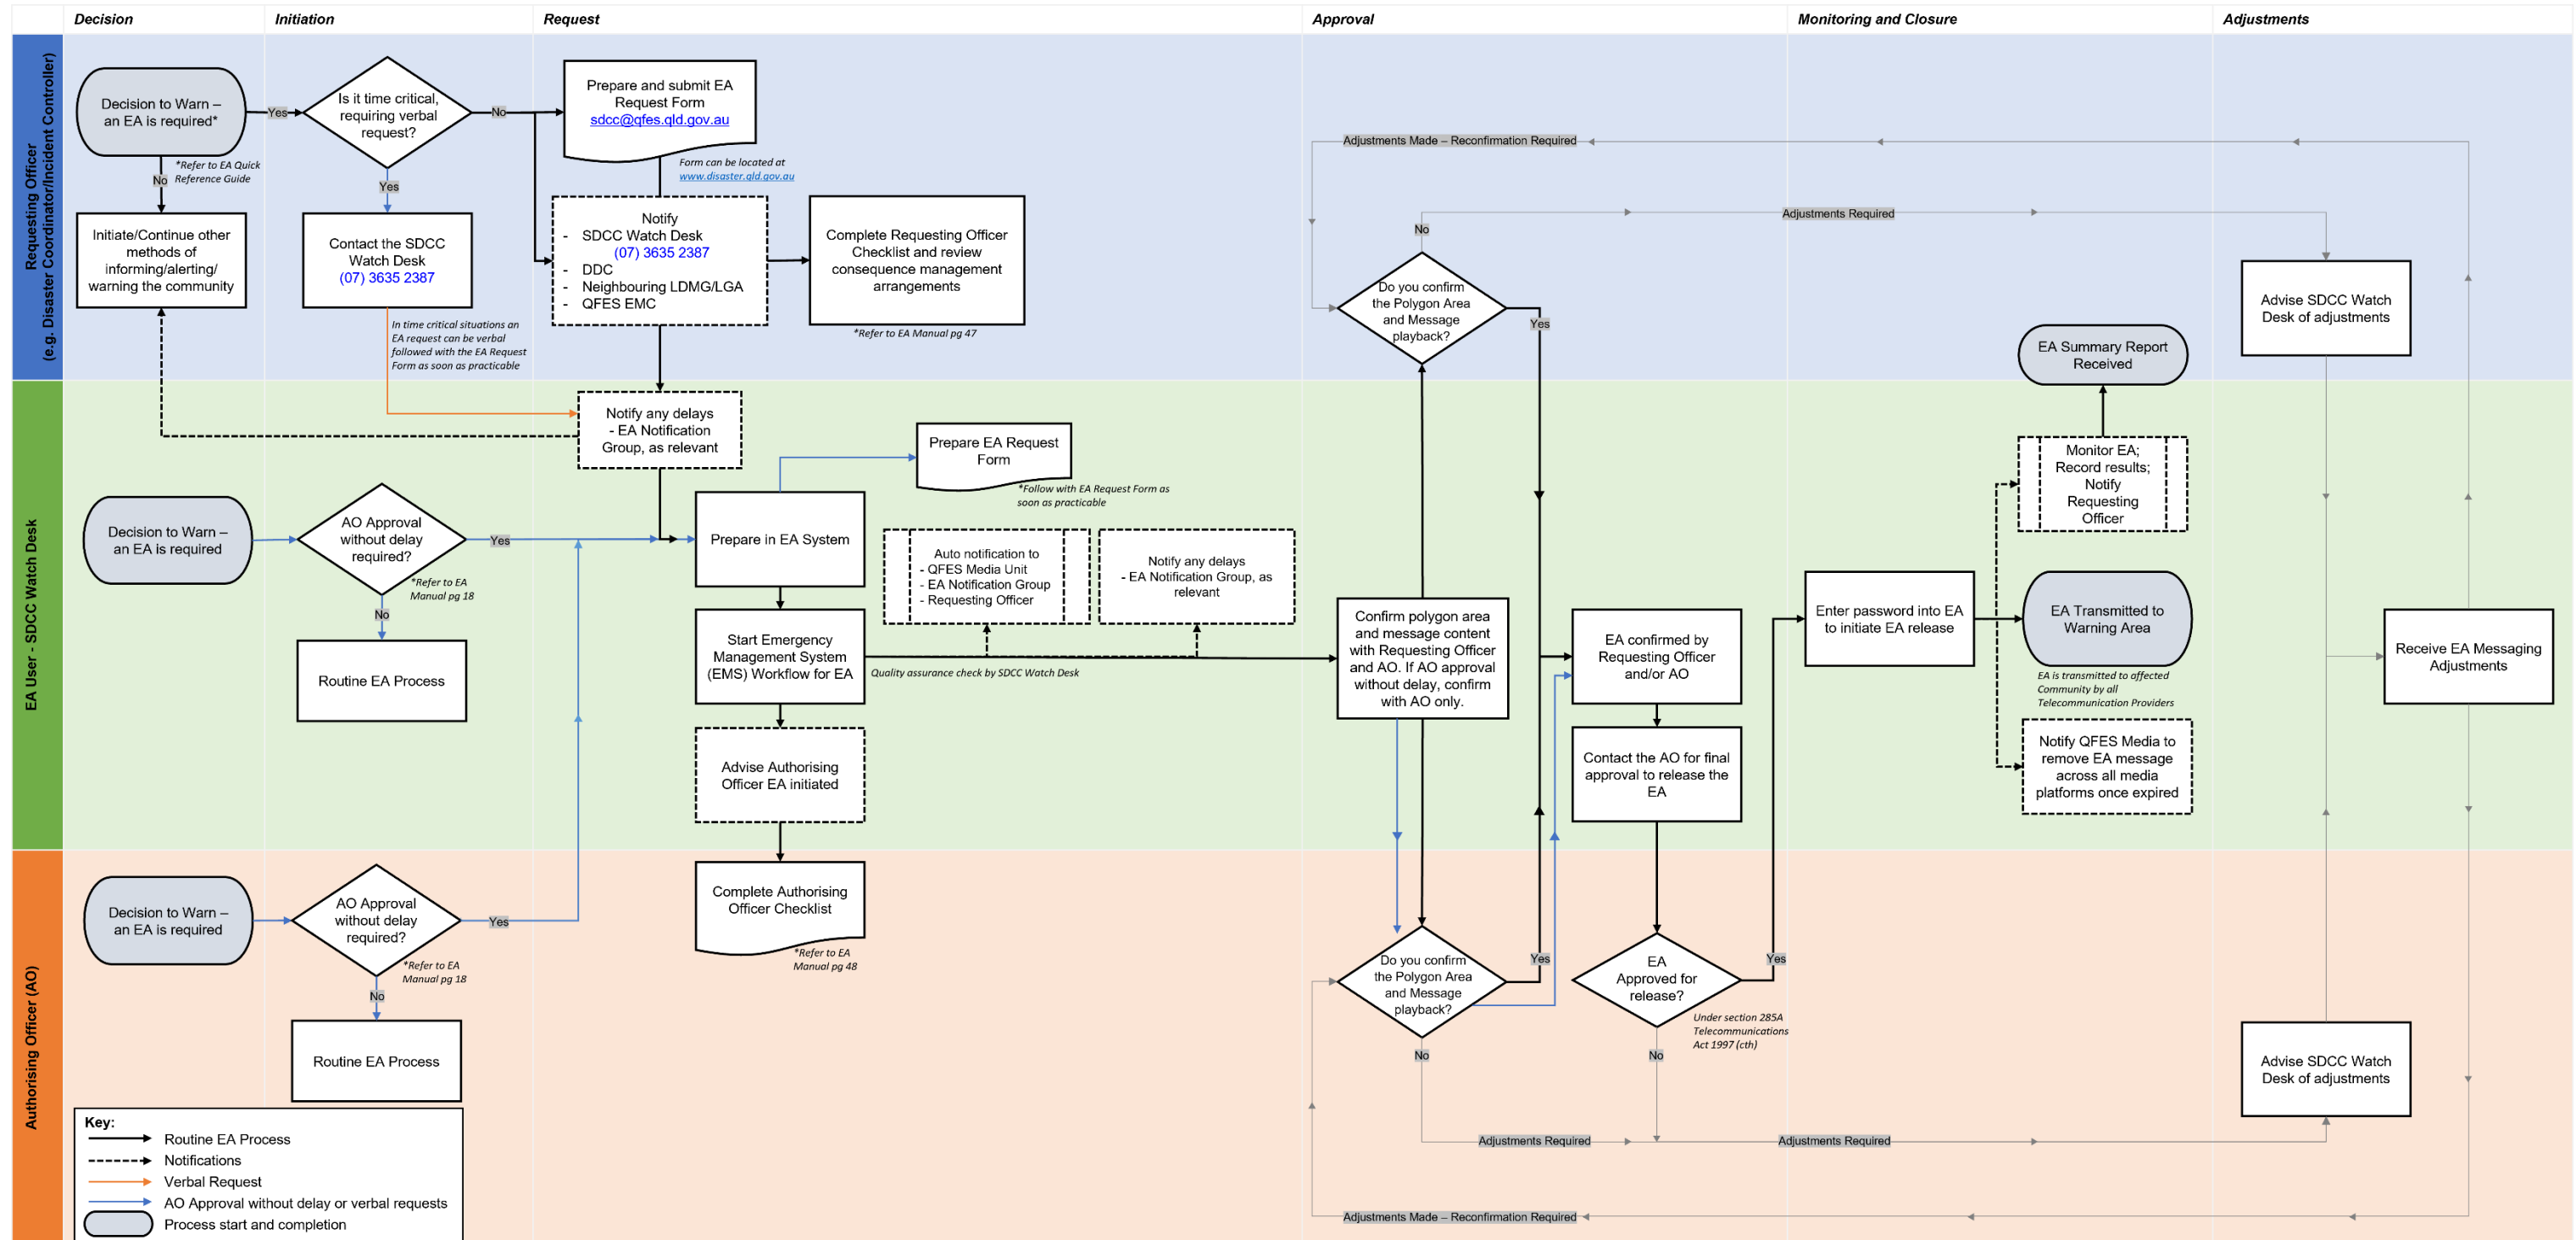 Decision
Initiation
Request
Approval
Monitoring and Closure
Adjustments
Requesting Officer
(e.g. Disaster Coordinator/Incident Controller)
Decision to Warn –
an EA is required*
*Refer to EA Quick
Reference Guide
No
Initiate/Continue other
methods of
informing/alerting/
warning the community
Yes
Is it time critical,
requiring verbal
request?
Yes
Contact the SDCC
Watch Desk
(07) 3635 2387
In time critical situations an
EA request can be verbal
followed with the EA Request
Form as soon as practicable
No
Prepare and submit EA
Request Form
sdcc@qfes.qld.gov.au
Form can be located at
www.disaster.qld.gov.au
Notify
- SDCC Watch Desk
(07) 3635 2387
- DDC
- Neighbouring LDMG/LGA
- QFES EMC
Complete Requesting Officer
Checklist and review
consequence management
arrangements
*Refer to EA Manual pg 47
Adjustments Made – Reconfirmation Required
Adjustments Required
No
Do you confirm
the Polygon Area
and Message
playback?
Yes
EA Summary Report
Received
Advise SDCC Watch
Desk of adjustments
EA User - SDCC Watch Desk
Decision to Warn –
an EA is required
AO Approval
without delay
required?
*Refer to EA
Manual pg 18
Yes
No
Routine EA Process
Notify any delays
- EA Notification
Group, as relevant
Prepare EA Request
Form
*Follow with EA Request Form as
soon as practicable
Prepare in EA System
Start Emergency
Management System
(EMS) Workflow for EA
Quality assurance check by SDCC Watch Desk
Auto notification to
- QFES Media Unit
- EA Notification Group
- Requesting Officer
Notify any delays
- EA Notification Group, as
relevant
Advise Authorising
Officer EA initiated
Confirm polygon area
and message content
with Requesting Officer
and AO. If AO approval
without delay, confirm
with AO only.
EA confirmed by
Requesting Officer
and/or AO
Contact the AO for final
approval to release the
EA
Enter password into EA
to initiate EA release
Monitor EA;
Record results;
Notify
Requesting
Officer
EA Transmitted to
Warning Area
EA is transmitted to affected
Community by all
Telecommunication Providers
Notify QFES Media to
remove EA message
across all media
platforms once expired
Receive EA Messaging
Adjustments
Authorising Officer (AO)
Decision to Warn –
an EA is required
AO Approval
without delay
required?
*Refer to EA
Manual pg 18
Yes
No
Routine EA Process
Complete Authorising
Officer Checklist
*Refer to EA
Manual pg 48
Do you confirm
the Polygon Area
and Message
playback?
Yes
No
EA
Approved for
release?
Yes
Under section 285A
Telecommunications
Act 1997 (cth)
No
Adjustments Required
Adjustments Required
Advise SDCC Watch
Desk of adjustments
Adjustments Made – Reconfirmation Required
Key:
Routine EA Process
Notifications
Verbal Request
AO Approval without delay or verbal requests
Process start and completion